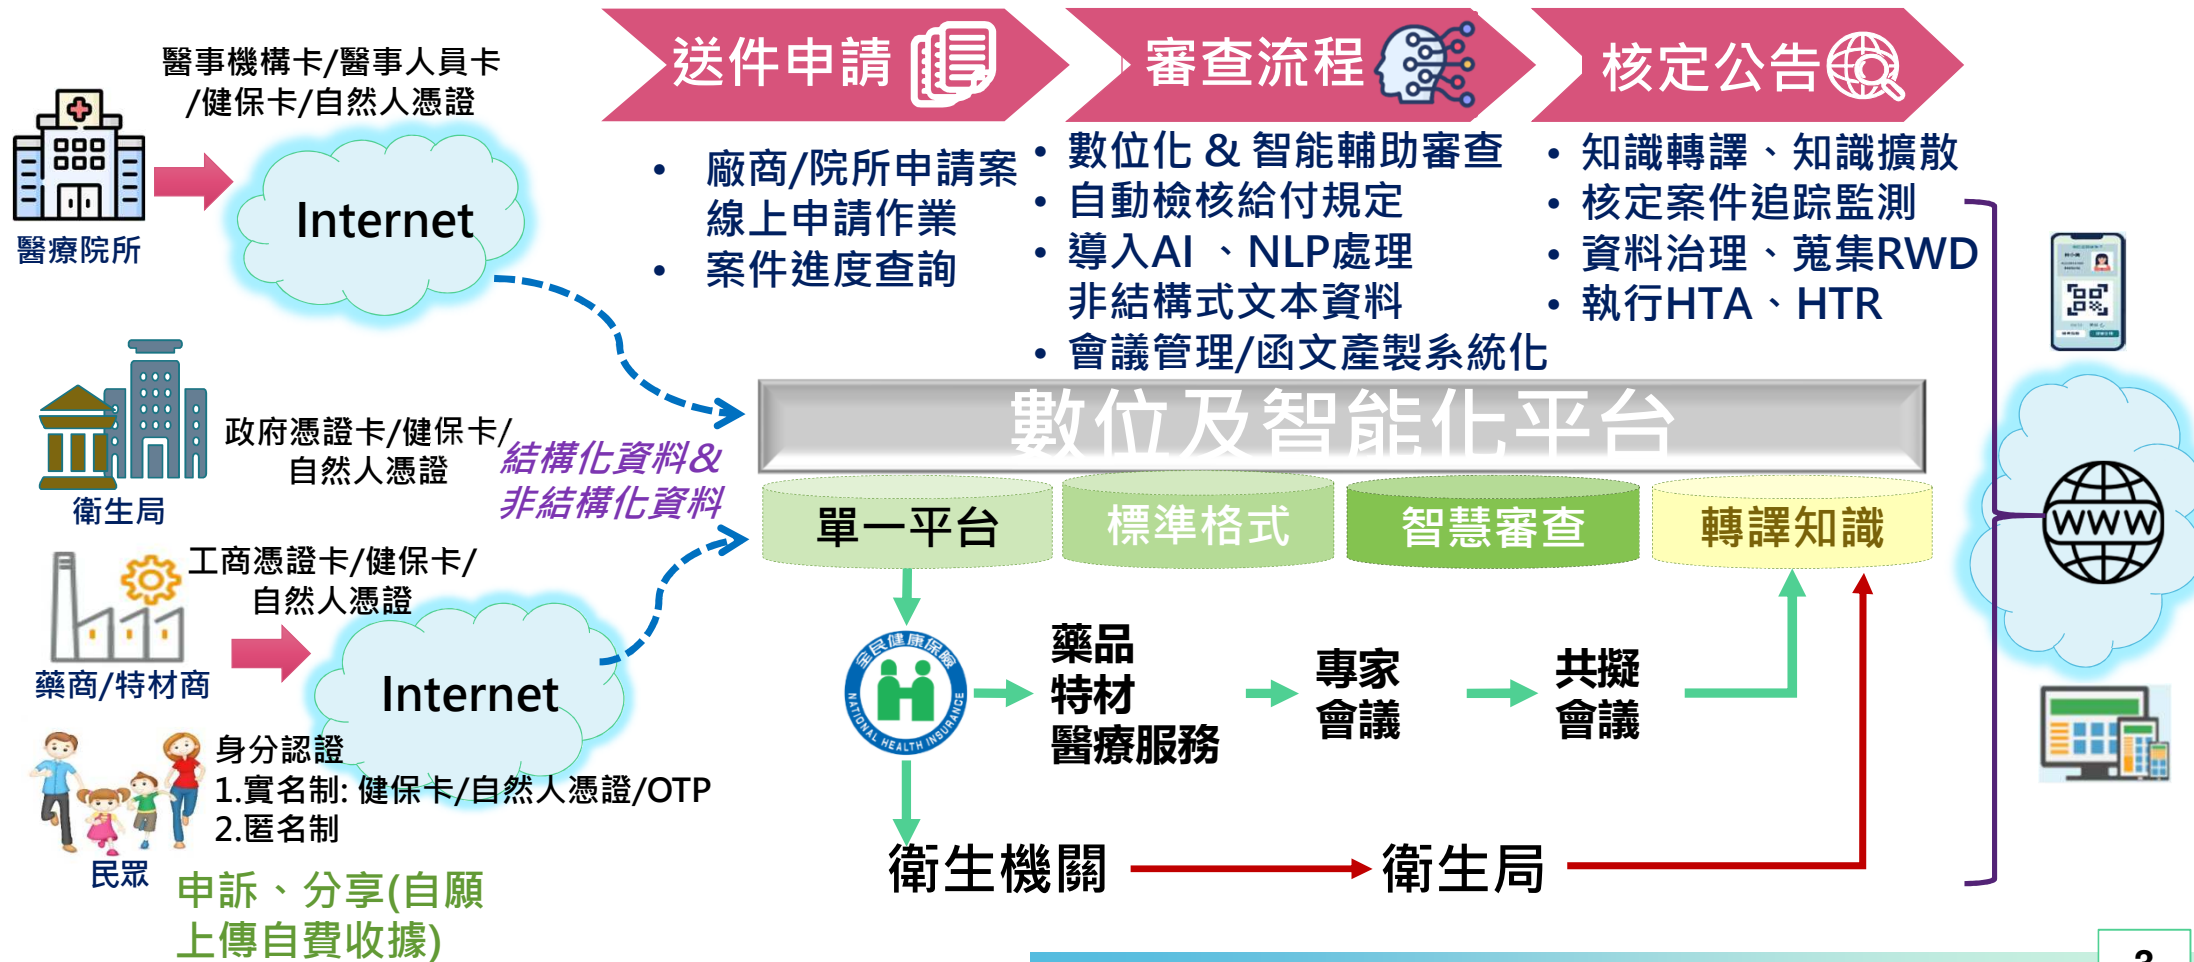 醫事機構卡/醫事人員卡
/健保卡/自然人憑證
Internet
醫療院所
政府憑證卡/健保卡/
自然人憑證
衛生局
結構化資料&
非結構化資料
工商憑證卡/健保卡/
自然人憑證
Internet
藥商/特材商
身分認證
1.實名制: 健保卡/自然人憑證/OTP
2.匿名制
民眾
申訴、分享(自願
上傳自費收據)
送件申請
• 廠商/院所申請案
線上申請作業
• 案件進度查詢
審查流程
• 數位化 & 智能輔助審查
• 自動檢核給付規定
• 導入AI 、NLP處理
非結構式文本資料
• 會議管理/函文產製系統化
核定公告
• 知識轉譯、知識擴散
• 核定案件追踪監測
• 資料治理、蒐集RWD
• 執行HTA、HTR
數位及智能化平台
單一平台
標準格式
智慧審查
轉譯知識
全民健康保險
NATIONAL HEALTH INSURANCE
藥品
特材
醫療服務
專家
會議
共擬
會議
衛生機關
衛生局
WWW